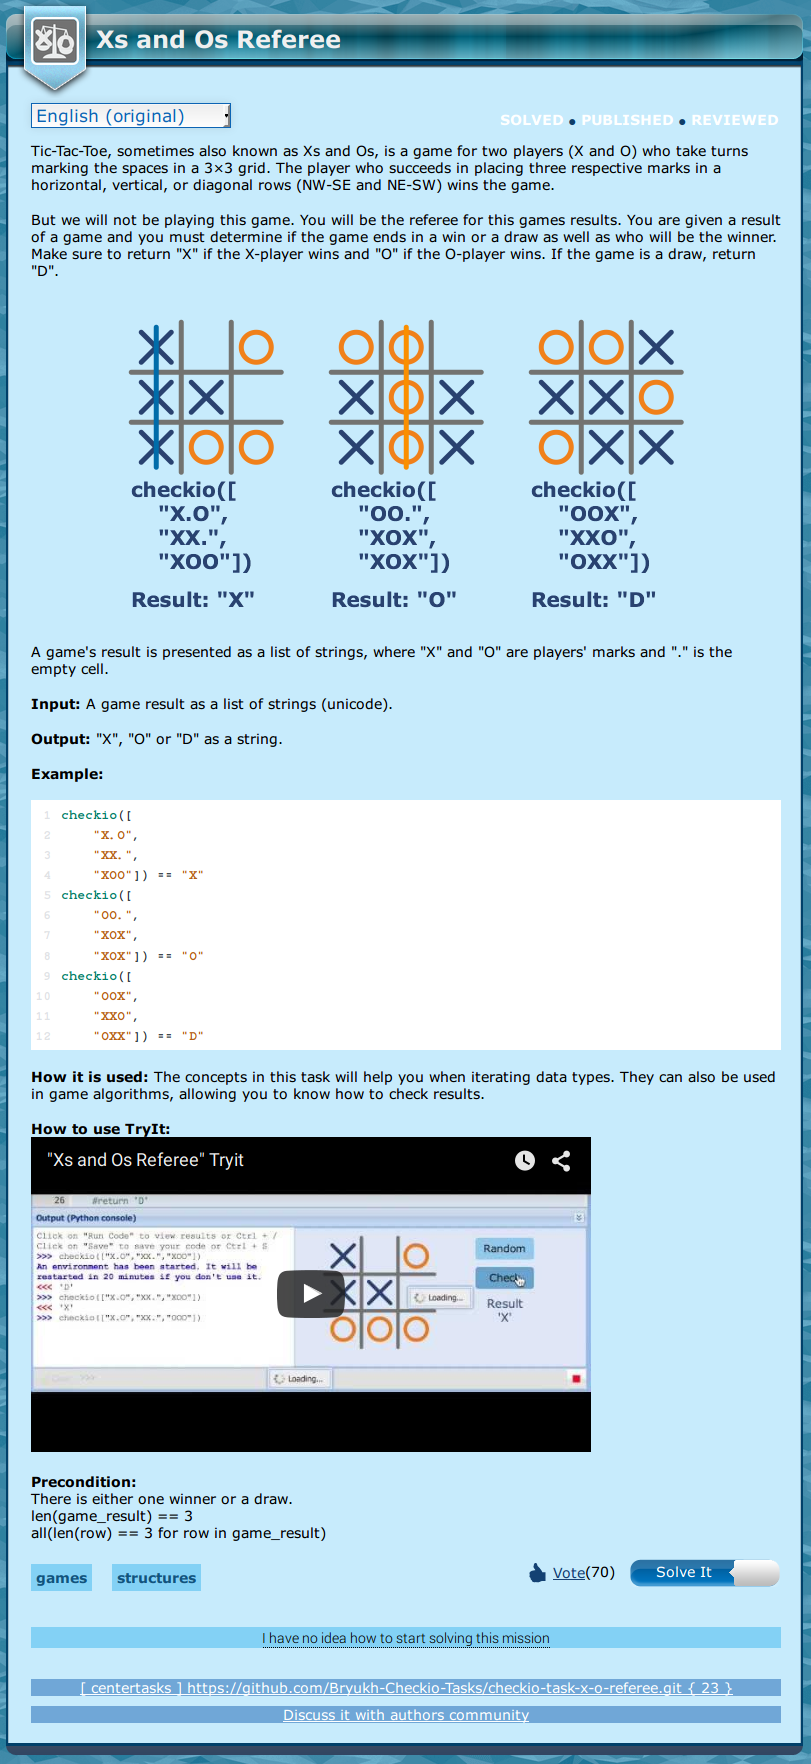 Xs and Os Referee
English (original)
SOLVED ● PUBLISHED ● REVIEWED
Tic-Tac-Toe, sometimes also known as Xs and Os, is a game for two players (X and O) who take turns
marking the spaces in a 3×3 grid. The player who succeeds in placing three respective marks in a
horizontal, vertical, or diagonal rows (NW-SE and NE-SW) wins the game.
But we will not be playing this game. You will be the referee for this games results. You are given a result
of a game and you must determine if the game ends in a win or a draw as well as who will be the winner.
Make sure to return "X" if the X-player wins and "O" if the O-player wins. If the game is a draw, return
"D".
checkio([
"X.O",
"XX.",
"XOO"])
Result: "X"
checkio([
"OO.",
"XOX",
"XOX"])
Result: "O"
checkio([
"OOX",
"XXO",
"OXX"])
Result: "D"
A game's result is presented as a list of strings, where "X" and "O" are players' marks and "." is the
empty cell.
Input: A game result as a list of strings (unicode).
Output: "X", "O" or "D" as a string.
Example:
1 checkio([
2 "X.O",
3 "XX.",
4 "XOO"]) == "X"
5 checkio([
6 "OO.",
7 "XOX",
8 "XOX"]) == "O"
9 checkio([
10 "OOX",
11 "XXO",
12 "OXX"]) == "D"
How it is used: The concepts in this task will help you when iterating data types. They can also be used
in game algorithms, allowing you to know how to check results.
How to use TryIt:
"Xs and Os Referee" Tryit
26 #return 'D'
Output (Python console)
Click on "Run Code" to view results or Ctrl + /
Click on "Save" to save your code or Ctrl + S
>>> checkio(["X.O","XX.","XOO"])
An environment has been started. It will be
restarted in 20 minutes if you don't use it.
<<< 'D'
>>> checkio(["X.O","XX.","XOO"])
<<< 'X'
>>> checkio(["X.O","XX.","OOO"])
Random
Check
Loading...
Result
'X'
>>>
Loading...
Precondition:
There is either one winner or a draw.
len(game_result) == 3
all(len(row) == 3 for row in game_result)
games structures
Vote(70) Solve It
I have no idea how to start solving this mission
[ centertasks ] https://github.com/Bryukh-Checkio-Tasks/checkio-task-x-o-referee.git { 23 }
Discuss it with authors community